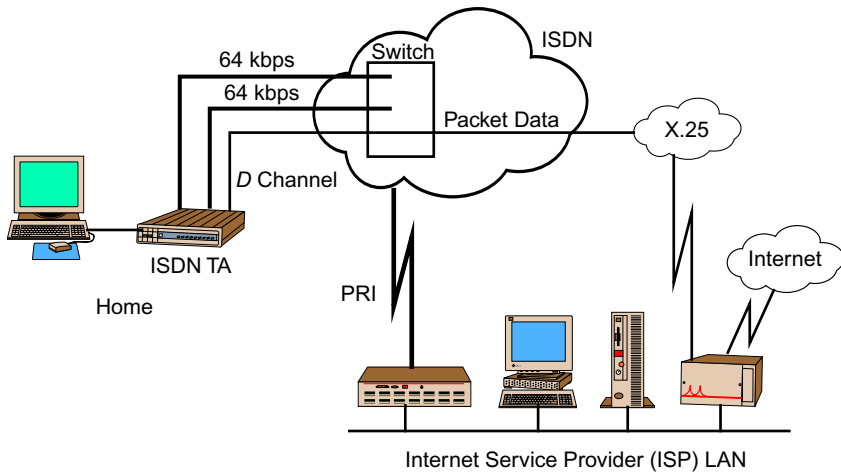 Switch
ISDN
64 kbps
64 kbps
Packet Data
X.25
D Channel
ISDN TA
Internet
Home
PRI
Internet Service Provider (ISP) LAN